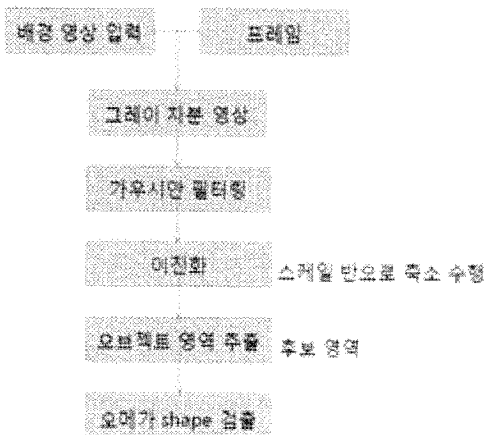 배경 영상 입력
프레임
그레이 차분 영상
가우시안 필터링
이진화
스케일 반으로 축소 수행
오브젝트 영역 추출
후보 영역
오메가 shape 검출